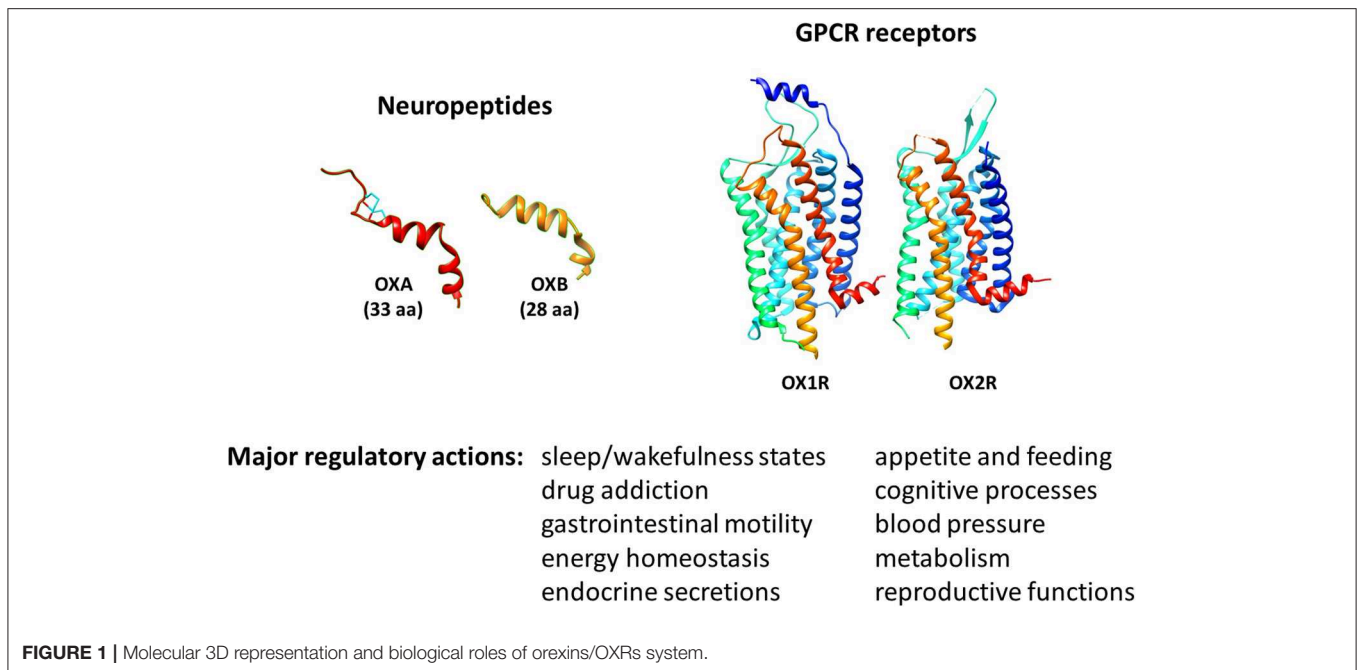 GPCR receptors
Neuropeptides
OXA
(33 aa)
OXB
(28 aa)
OX1R
OX2R
Major regulatory actions: sleep/wakefulness states appetite and feeding
drug addiction cognitive processes
gastrointestinal motility blood pressure
energy homeostasis metabolism
endocrine secretions reproductive functions
FIGURE 1 | Molecular 3D representation and biological roles of orexins/OXRs system.